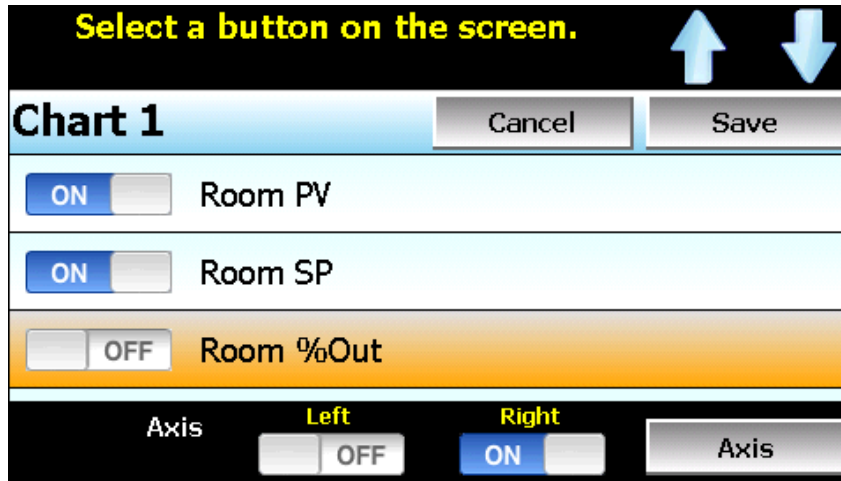 Select a button on the screen.
Chart 1 Cancel Save
ON Room PV
ON Room SP
OFF Room %Out
Left Right
Axis OFF ON Axis